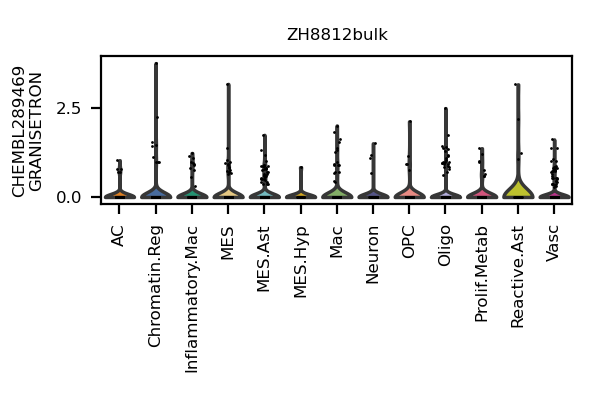 ZH8812bulk
CHEMBL289469
GRANISETRON
2.5
0.0
AC
Chromatin.Reg
Inflammatory.Mac
MES
MES.Ast
MES.Hyp
Mac
Neuron
OPC
Oligo
Prolif.Metab
Reactive.Ast
Vasc